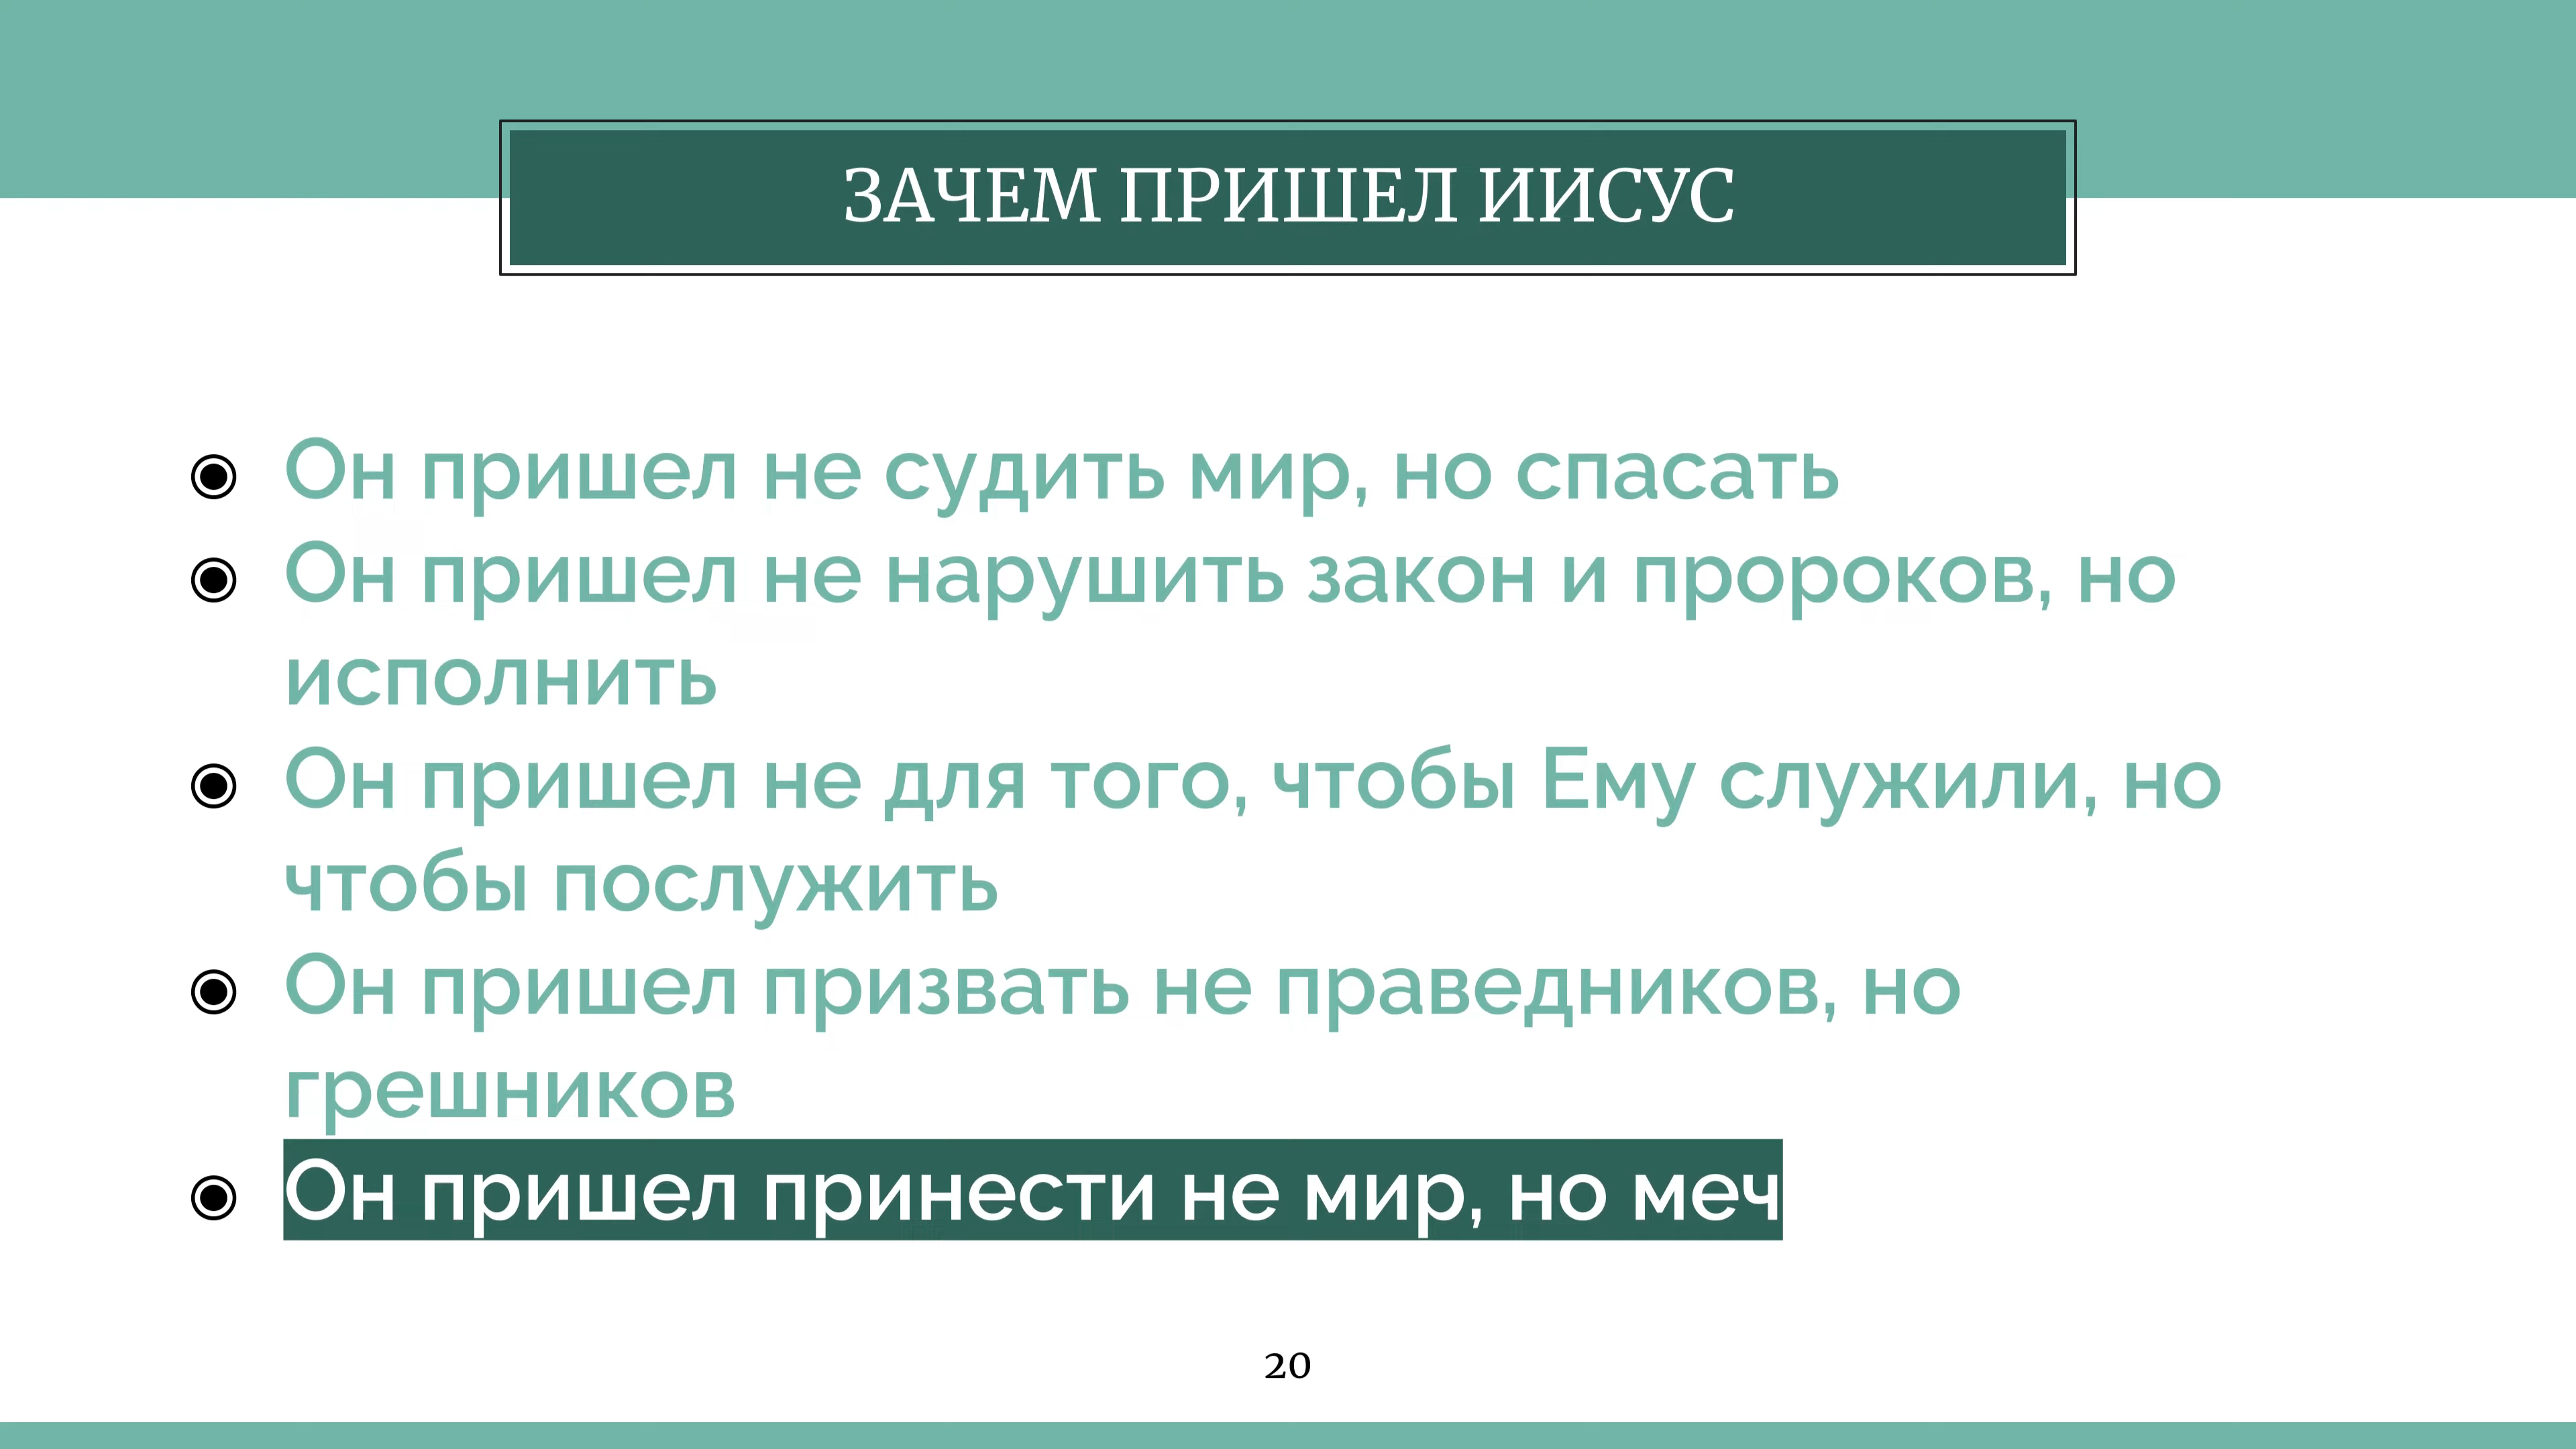 ЗАЧЕМ ПРИШЕЛ ИИСУС
◉ Он пришел не судить мир, но спасать
◉ Он пришел не нарушить закон и пророков, но
исполнить
◉ Он пришел не для того, чтобы Ему служили, но
чтобы послужить
◉ Он пришел призвать не праведников, но
грешников
◉ Он пришел принести не мир, но меч
20